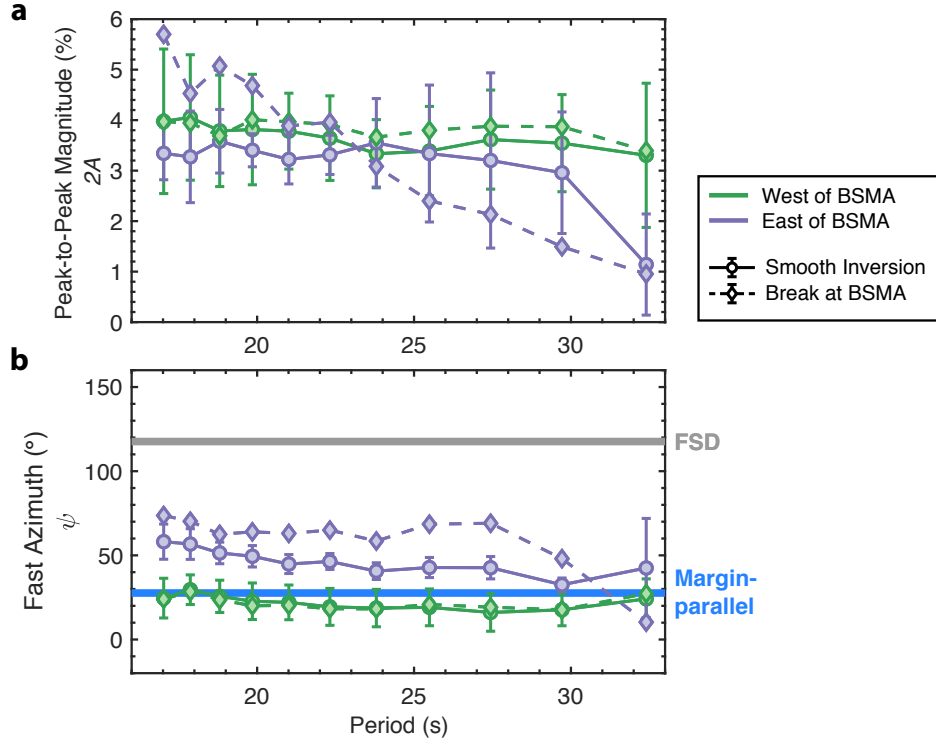 a
6
5
4
3
2
1
0
Peak-to-Peak Magnitude (%)
2A
20
25
30
West of BSMA
East of BSMA
Smooth Inversion
Break at BSMA
b
150
100
50
0
Fast Azimuth (°)
ψ
FSD
Margin-
parallel
20
25
30
Period (s)